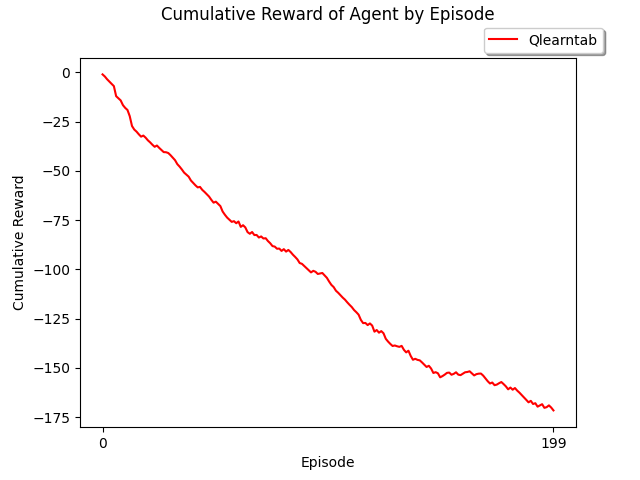 Cumulative Reward of Agent by Episode
Qlearntab
0
−25
−50
−75
−100
−125
−150
−175
Cumulative Reward
0
199
Episode